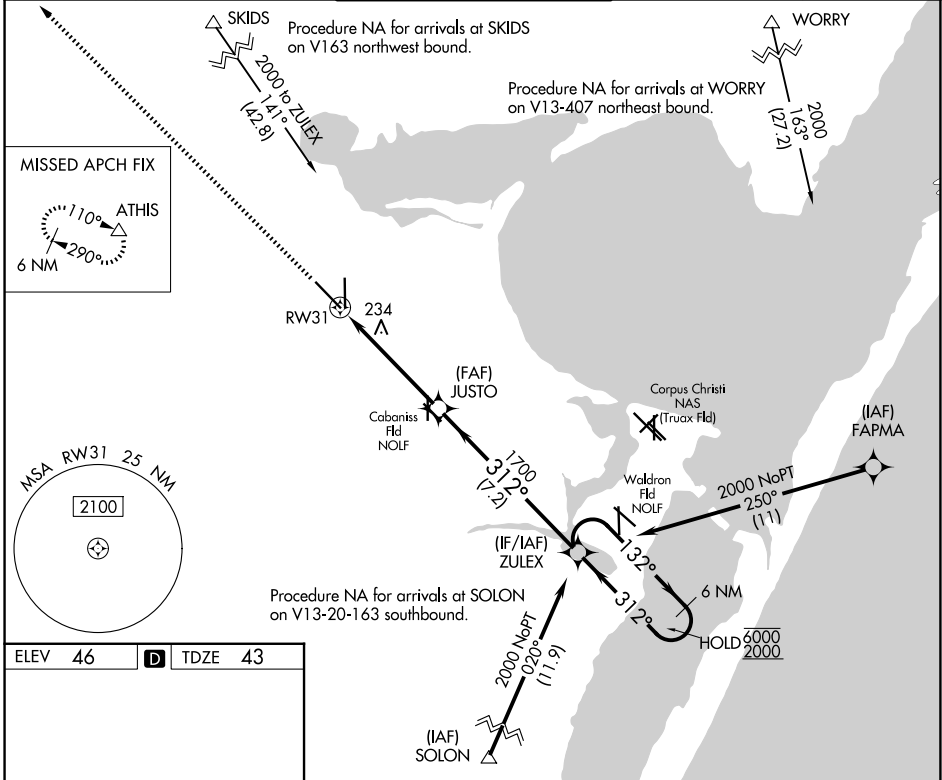 SKIDS
Procedure NA for arrivals at SKIDS
on V163 northwest bound.
WORRY
2000 to ZULEX
141°
(42.8)
Procedure NA for arrivals at WORRY
on V13-407 northeast bound.
2000
163°
(27.2)
MISSED APCH FIX
110°
ATHIS
290°
6 NM
RW31
234
(FAF)
JUSTO
Cabaniss
Fld
NOLF
Corpus Christi
NAS
(Truax Fld)
(IAF)
FAPMA
1700
312°
(7.2)
2000 NoPT
250°
(11)
Waldron
Fld
NOLF
MSA RW31 25 NM
2100
(IF/IAF)
ZULEX
132°
312°
6 NM
HOLD 6000
2000
Procedure NA for arrivals at SOLON
on V13-20-163 southbound.
2000 NoPT
020°
(11.9)
ELEV 46 D TDZE 43
(IAF)
SOLON